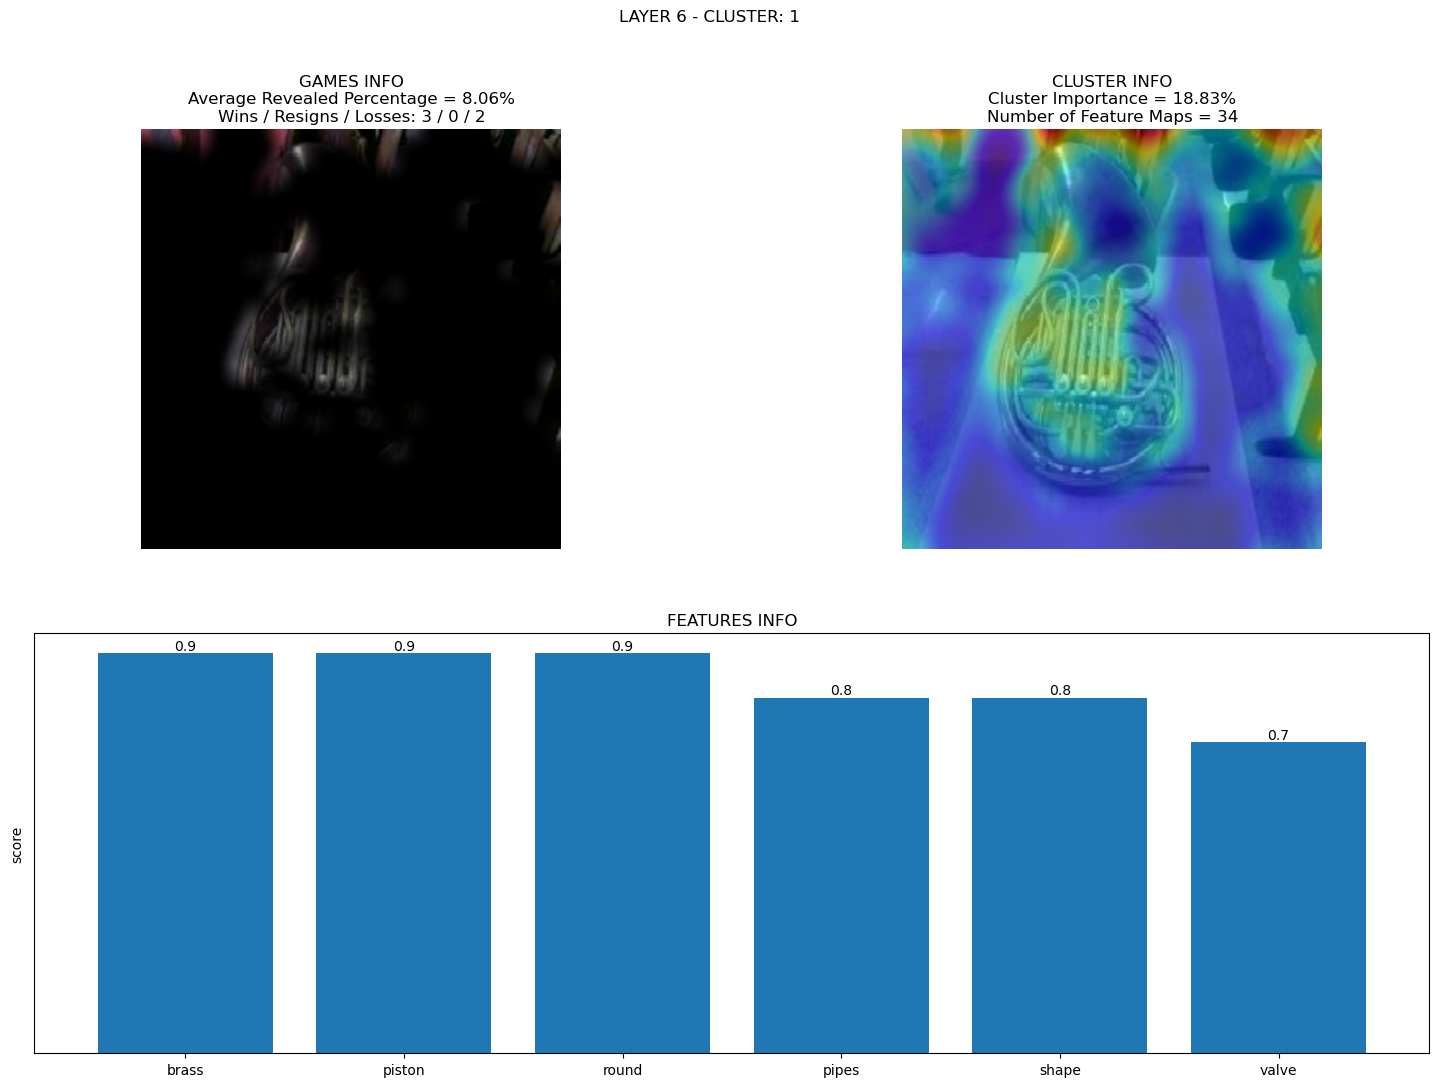 LAYER 6 - CLUSTER: 1
GAMES INFO
Average Revealed Percentage = 8.06%
Wins / Resigns / Losses: 3 / 0 / 2
CLUSTER INFO
Cluster Importance = 18.83%
Number of Feature Maps = 34
FEATURES INFO
score
0.9
0.9
0.9
0.8
0.8
0.7
brass
piston
round
pipes
shape
valve